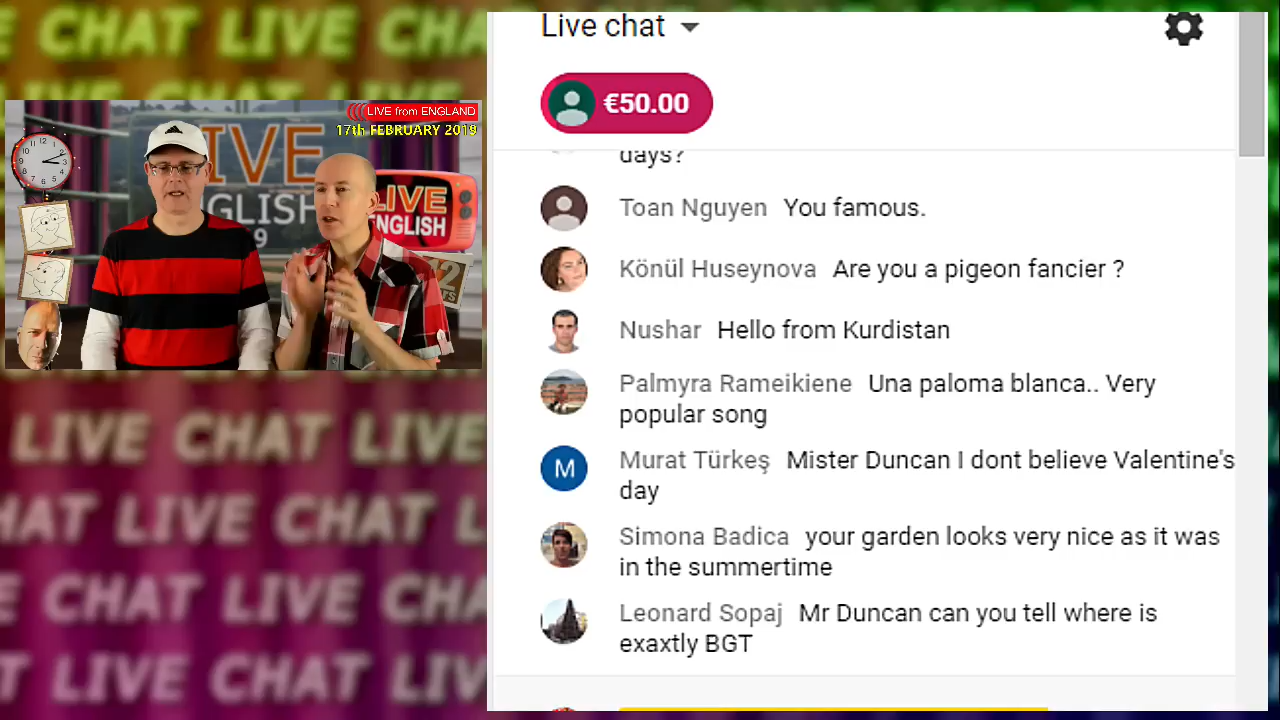 E CHAT LIVE CHA
IVE CHAT LIVE C
LIVE from ENGLAND
17th FEBRUARY 2019
LIVE
ENGLISH
LIVE
ENGLISH
LIVE CHAT LIVE
HAT LIVE CHAT L
E CHAT LIVE CHA
T LIVE CHAT LIVE
Live chat
€50.00
days?
Toan Nguyen You famous.
Könül Huseynova Are you a pigeon fancier ?
Nushar Hello from Kurdistan
Palmyra Rameikiene Una paloma blanca.. Very
popular song
M
Murat Türkeş Mister Duncan I dont believe Valentine's
day
Simona Badica your garden looks very nice as it was
in the summertime
Leonard Sopaj Mr Duncan can you tell where is
exaxtly BGT